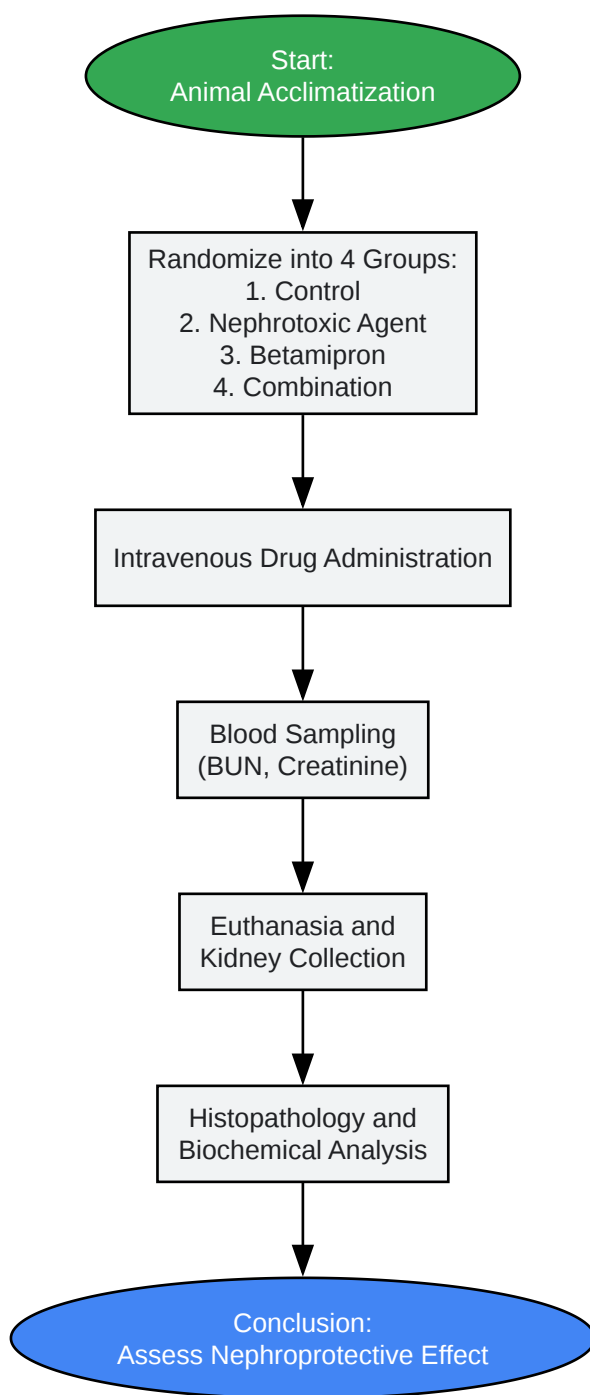 Start:
Animal Acclimatization
Randomize into 4 Groups:
1. Control
2. Nephrotoxic Agent
3. Betamipron
4. Combination
Intravenous Drug Administration
Blood Sampling
(BUN, Creatinine)
Euthanasia and
Kidney Collection
Histopathology and
Biochemical Analysis
Conclusion:
Assess Nephroprotective Effect